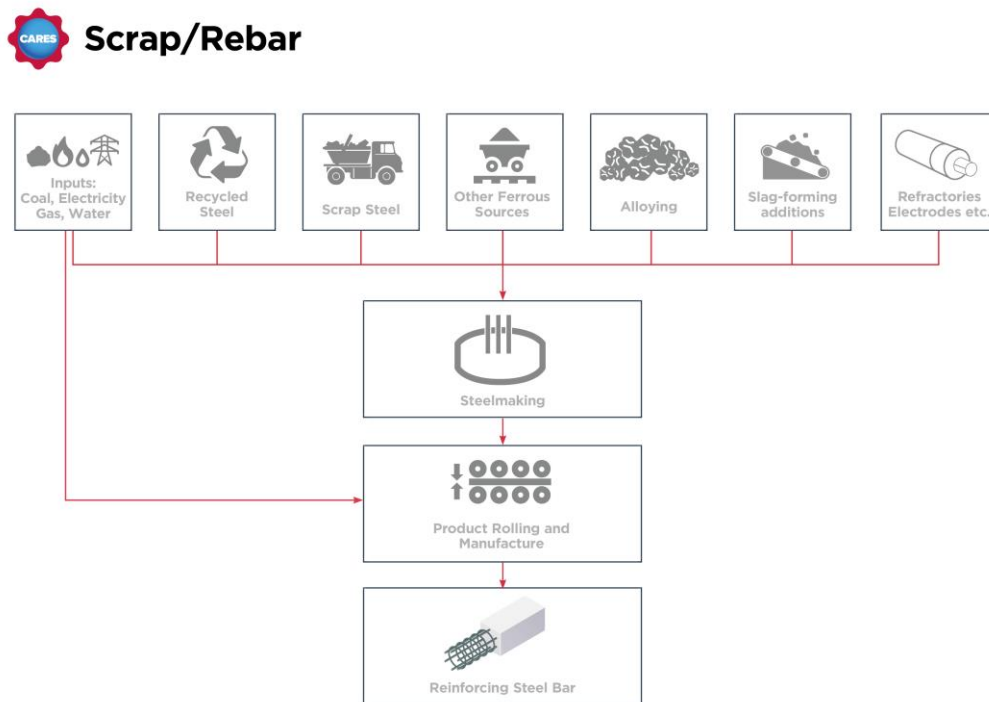 CARES
Scrap/Rebar
Inputs:
Coal, Electricity
Gas, Water
Recycled
Steel
Scrap Steel
Other Ferrous
Sources
Alloying
Slag-forming
additions
Refractories
Electrodes etc.
Steelmaking
Product Rolling and
Manufacture
Reinforcing Steel Bar